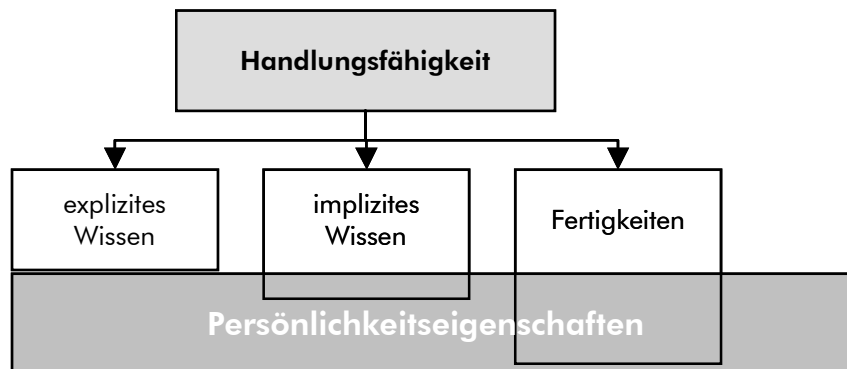 Handlungsfähigkeit
explizites
Wissen
implizites
Wissen
Fertigkeiten
Persönlichkeitseigenschaften